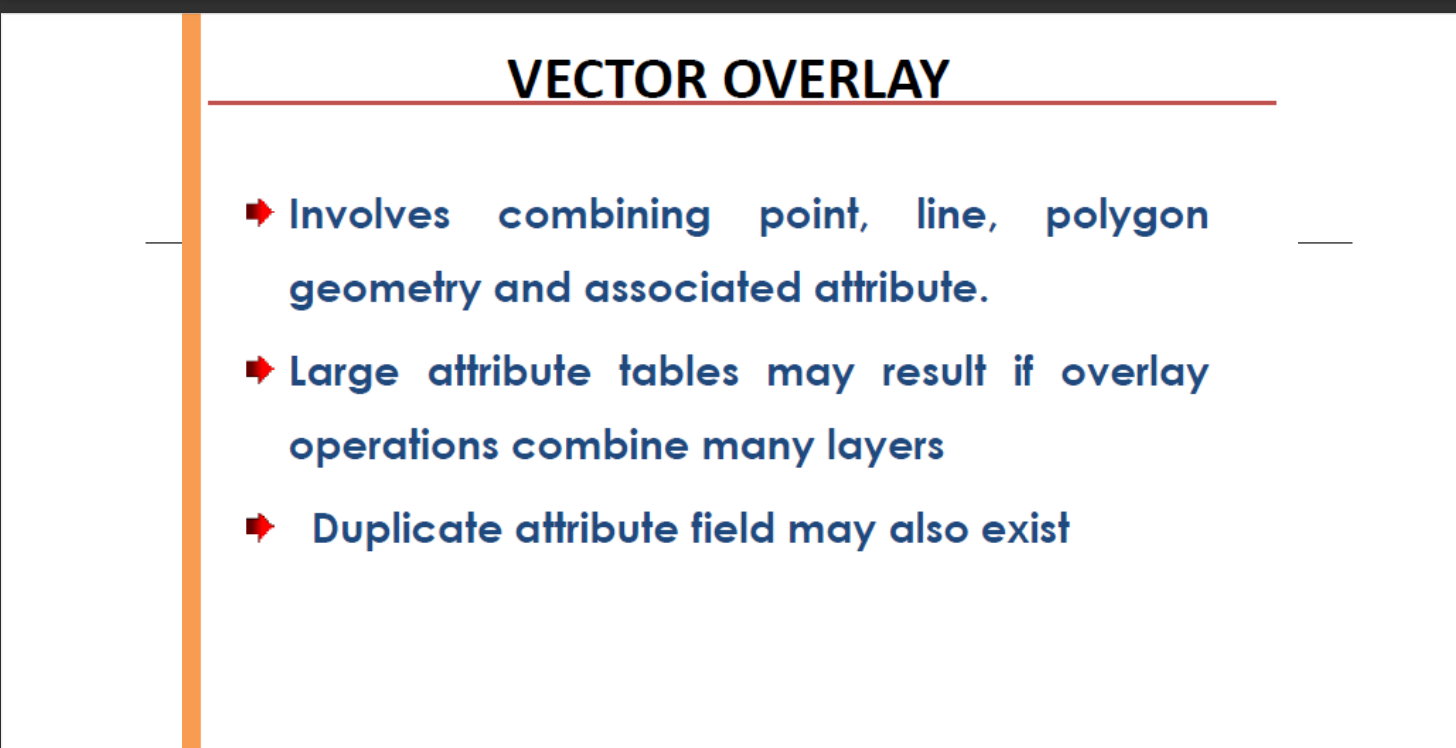 VECTOR OVERLAY
Involves combining point, line, polygon
geometry and associated attribute.
Large attribute tables may result if overlay
operations combine many layers
Duplicate attribute field may also exist